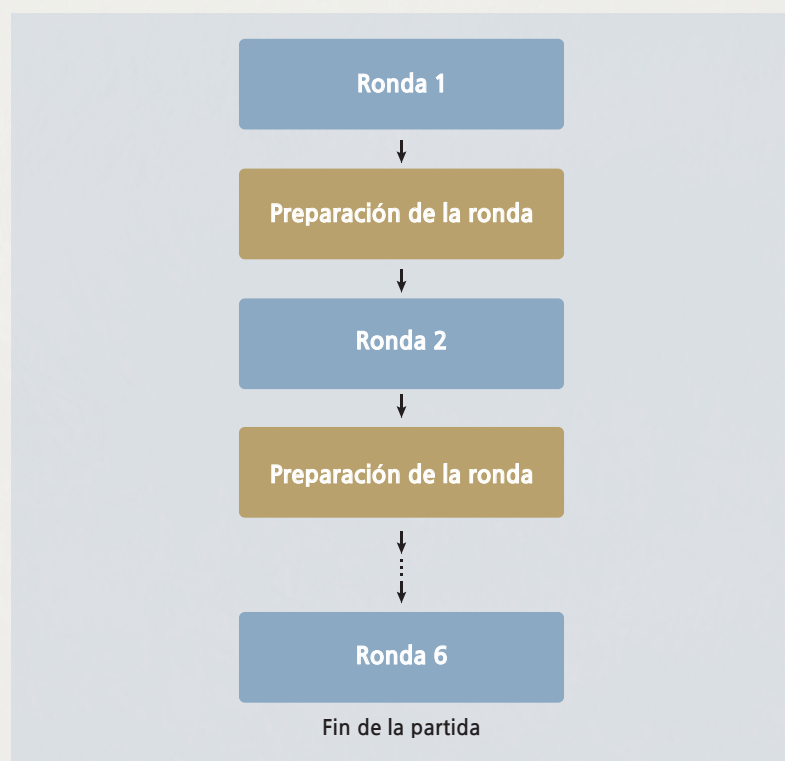 Ronda 1
Preparación de la ronda
Ronda 2
Preparación de la ronda
Ronda 6
Fin de la partida